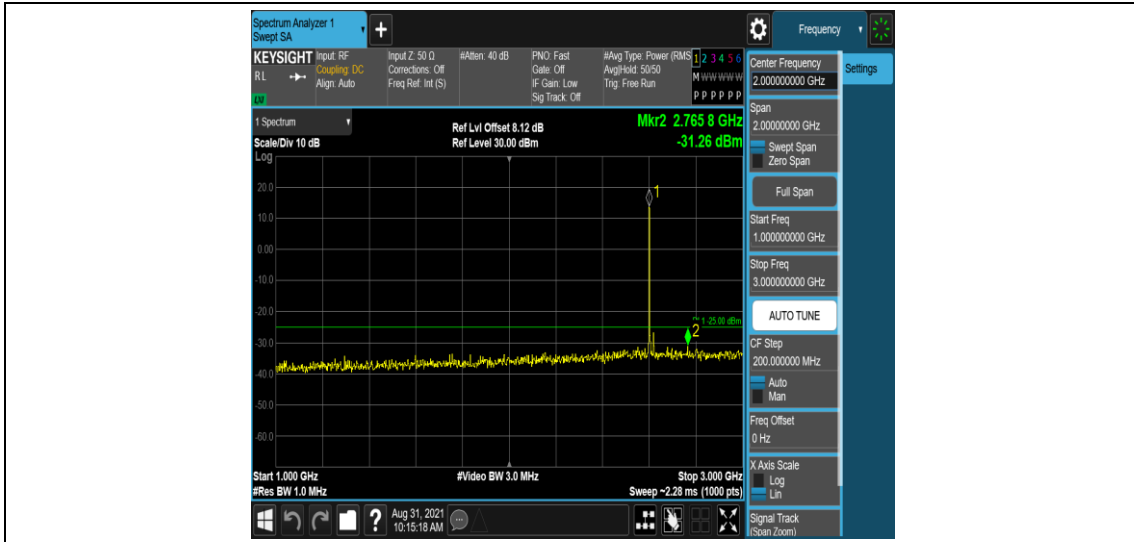 Spectrum Analyzer 1
Swept SA
+
Frequency
KEYSIGHT
RL
Input: RF
Coupling: DC
Align: Auto
Input Z: 50 Ω
Corrections: Off
Freq Ref: Int (S)
#Atten: 40 dB
PNO: Fast
Gate: Off
IF Gain: Low
Sig Track: Off
#Avg Type: Power (RMS
Avg|Hold: 50/50
Trig: Free Run
1 2 3 4 5 6
M W W W W W
P P P P P P
1 Spectrum
Scale/Div 10 dB
Log
Ref Lvl Offset 8.12 dB
Ref Level 30.00 dBm
Mkr2 2.765 8 GHz
-31.26 dBm
20.0
10.0
0.00
-10.0
-20.0
-30.0
-40.0
-50.0
-60.0
1
1 -25.00 dBm
2
Start 1.000 GHz
#Res BW 1.0 MHz
#Video BW 3.0 MHz
Stop 3.000 GHz
Sweep ~2.28 ms (1000 pts)
Center Frequency
2.000000000 GHz
Settings
Span
2.00000000 GHz
Swept Span
Zero Span
Full Span
Start Freq
1.000000000 GHz
Stop Freq
3.000000000 GHz
AUTO TUNE
CF Step
200.000000 MHz
Auto
Man
Freq Offset
0 Hz
X Axis Scale
Log
Lin
Signal Track
(Span Zoom)
?
Aug 31, 2021
10:15:18 AM